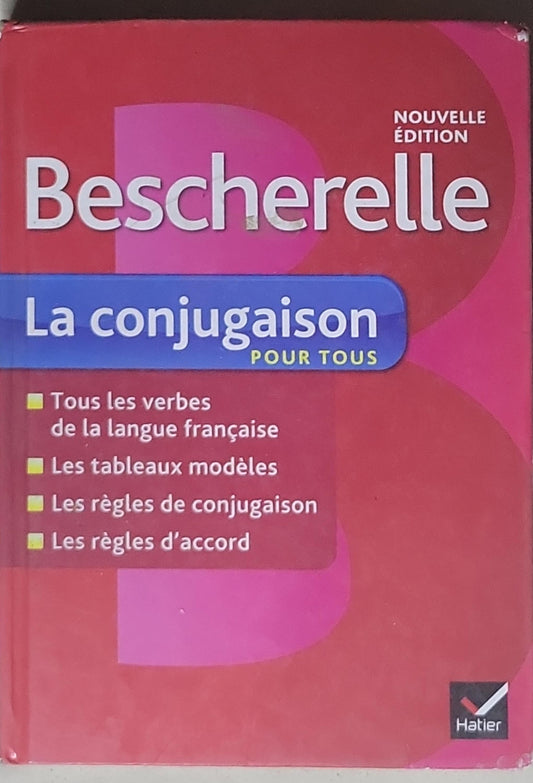 NOUVELLE
ÉDITION
Bescherelle
La conjugaison
POUR TOUS
Tous les verbes
de la langue française
Les tableaux modèles
Les règles de conjugaison
Les règles d'accord
Hatier